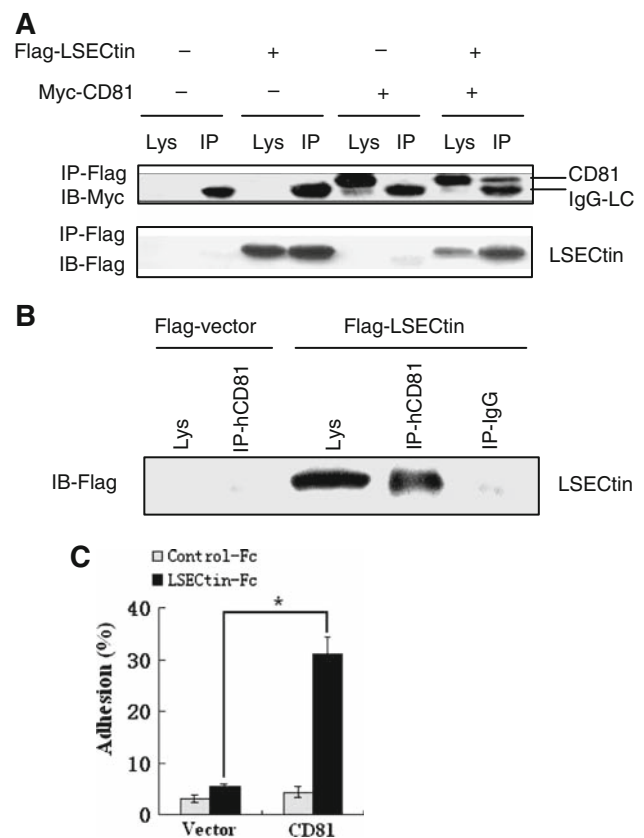 A
Flag-LSECtin − + − +
Myc-CD81 − − + +
Lys IP Lys IP Lys IP Lys IP
IP-Flag CD81
IB-Myc IgG-LC
IP-Flag
IB-Flag LSECtin
B
Flag-vector Flag-LSECtin
Lys IP-hCD81 Lys IP-hCD81 IP-IgG
IB-Flag LSECtin
C
Control-Fc
LSECtin-Fc
*
Adhesion (%)
40
30
20
10
0
Vector CD81